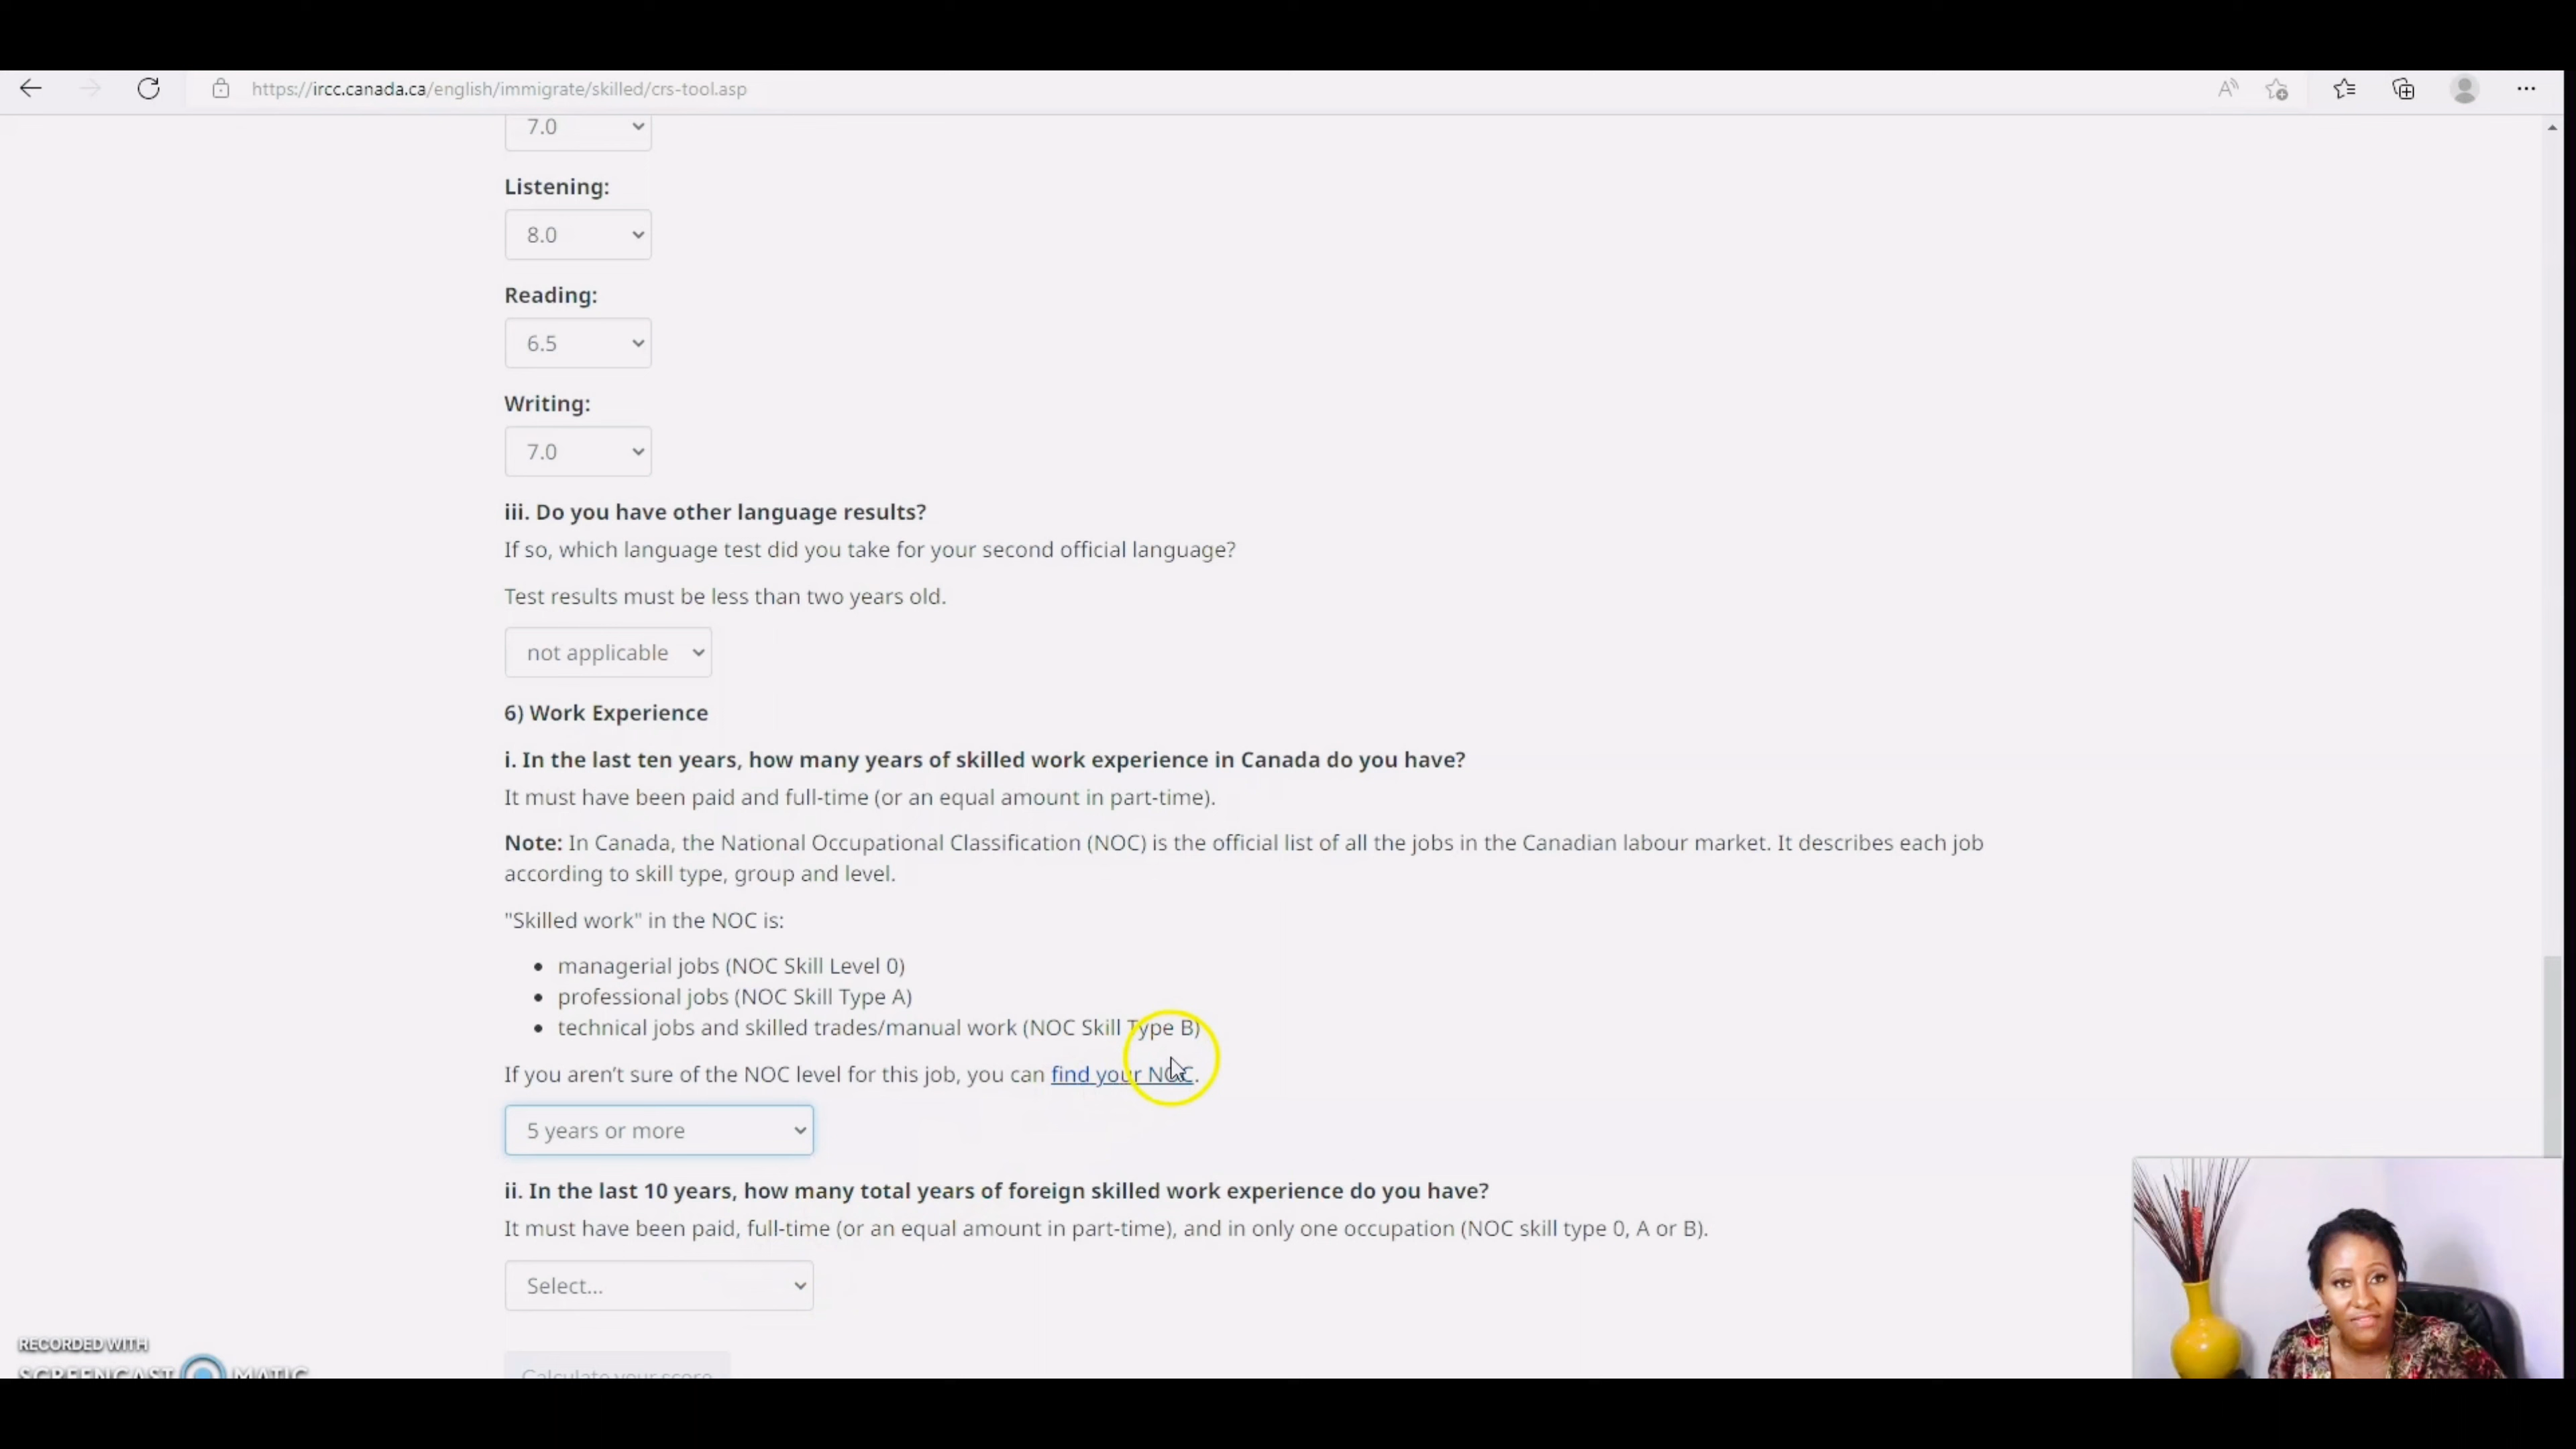 https://ircc.canada.ca/english/immigrate/skilled/crs-tool.asp
7.0
Listening:
8.0
Reading:
6.5
Writing:
7.0
iii. Do you have other language results?
If so, which language test did you take for your second official language?
Test results must be less than two years old.
not applicable
6) Work Experience
i. In the last ten years, how many years of skilled work experience in Canada do you have?
It must have been paid and full-time (or an equal amount in part-time).
Note: In Canada, the National Occupational Classification (NOC) is the official list of all the jobs in the Canadian labour market. It describes each job
according to skill type, group and level.
"Skilled work" in the NOC is:
• managerial jobs (NOC Skill Level 0)
• professional jobs (NOC Skill Type A)
• technical jobs and skilled trades/manual work (NOC Skill Type B)
If you aren't sure of the NOC level for this job, you can find your NOC.
5 years or more
ii. In the last 10 years, how many total years of foreign skilled work experience do you have?
It must have been paid, full-time (or an equal amount in part-time), and in only one occupation (NOC skill type 0, A or B).
Select...
Calculate your score
RECORDED WITH
SCREENCAST MATIC